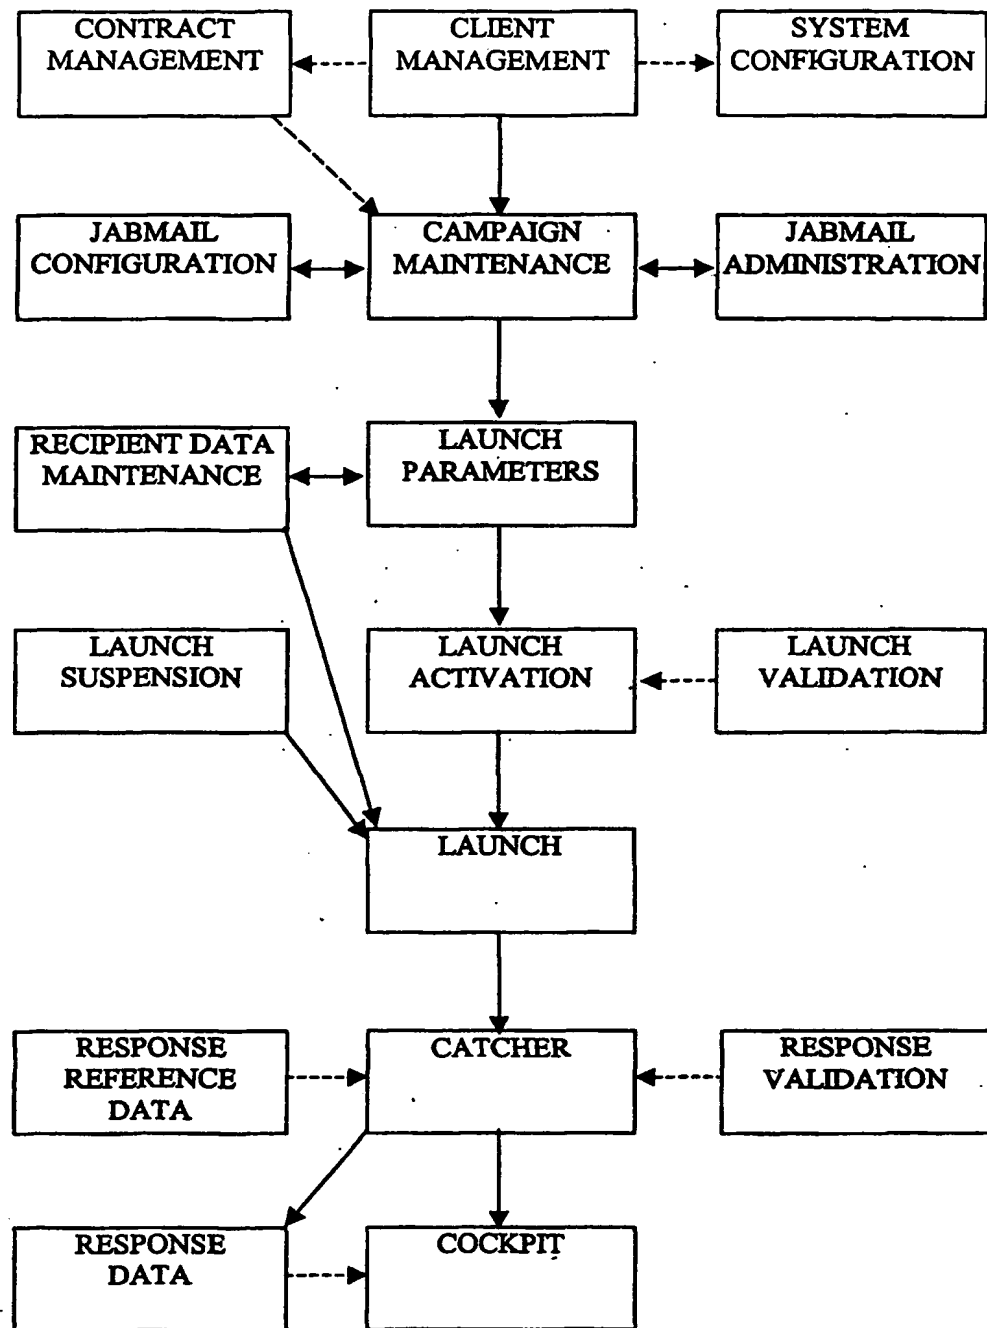 CONTRACT
MANAGEMENT
CLIENT
MANAGEMENT
SYSTEM
CONFIGURATION
JABMAIL
CONFIGURATION
CAMPAIGN
MAINTENANCE
JABMAIL
ADMINISTRATION
RECIPIENT DATA
MAINTENANCE
LAUNCH
PARAMETERS
LAUNCH
SUSPENSION
LAUNCH
ACTIVATION
LAUNCH
VALIDATION
LAUNCH
RESPONSE
REFERENCE
DATA
CATCHER
RESPONSE
VALIDATION
RESPONSE
DATA
COCKPIT